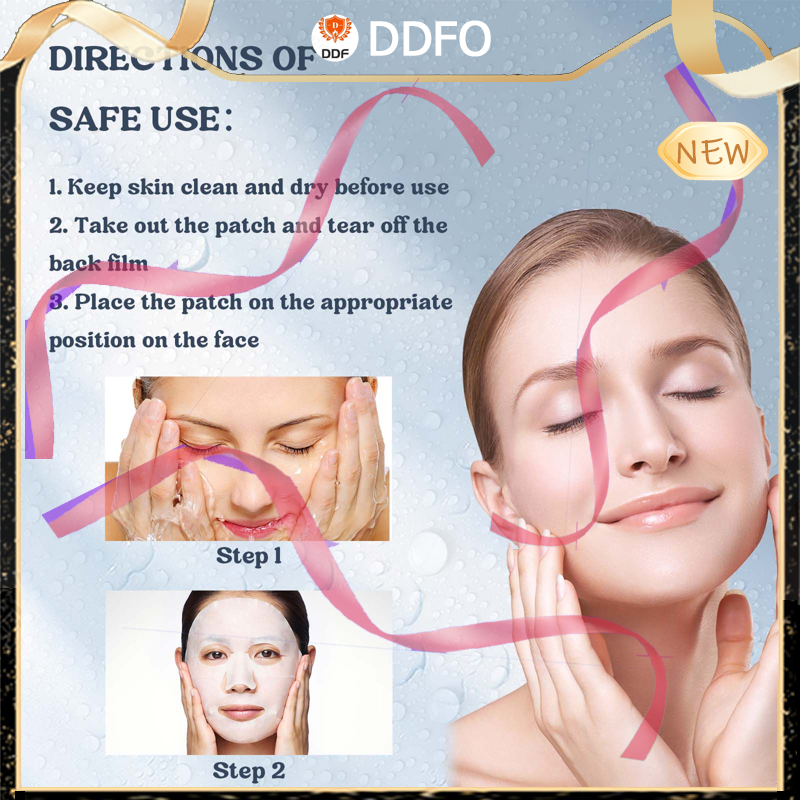 DDF
DDFO
DIRECTIONS OF
SAFE USE:
NEW
1. Keep skin clean and dry before use
2. Take out the patch and tear off the
back film
3. Place the patch on the appropriate
position on the face
Step 1
Step 2